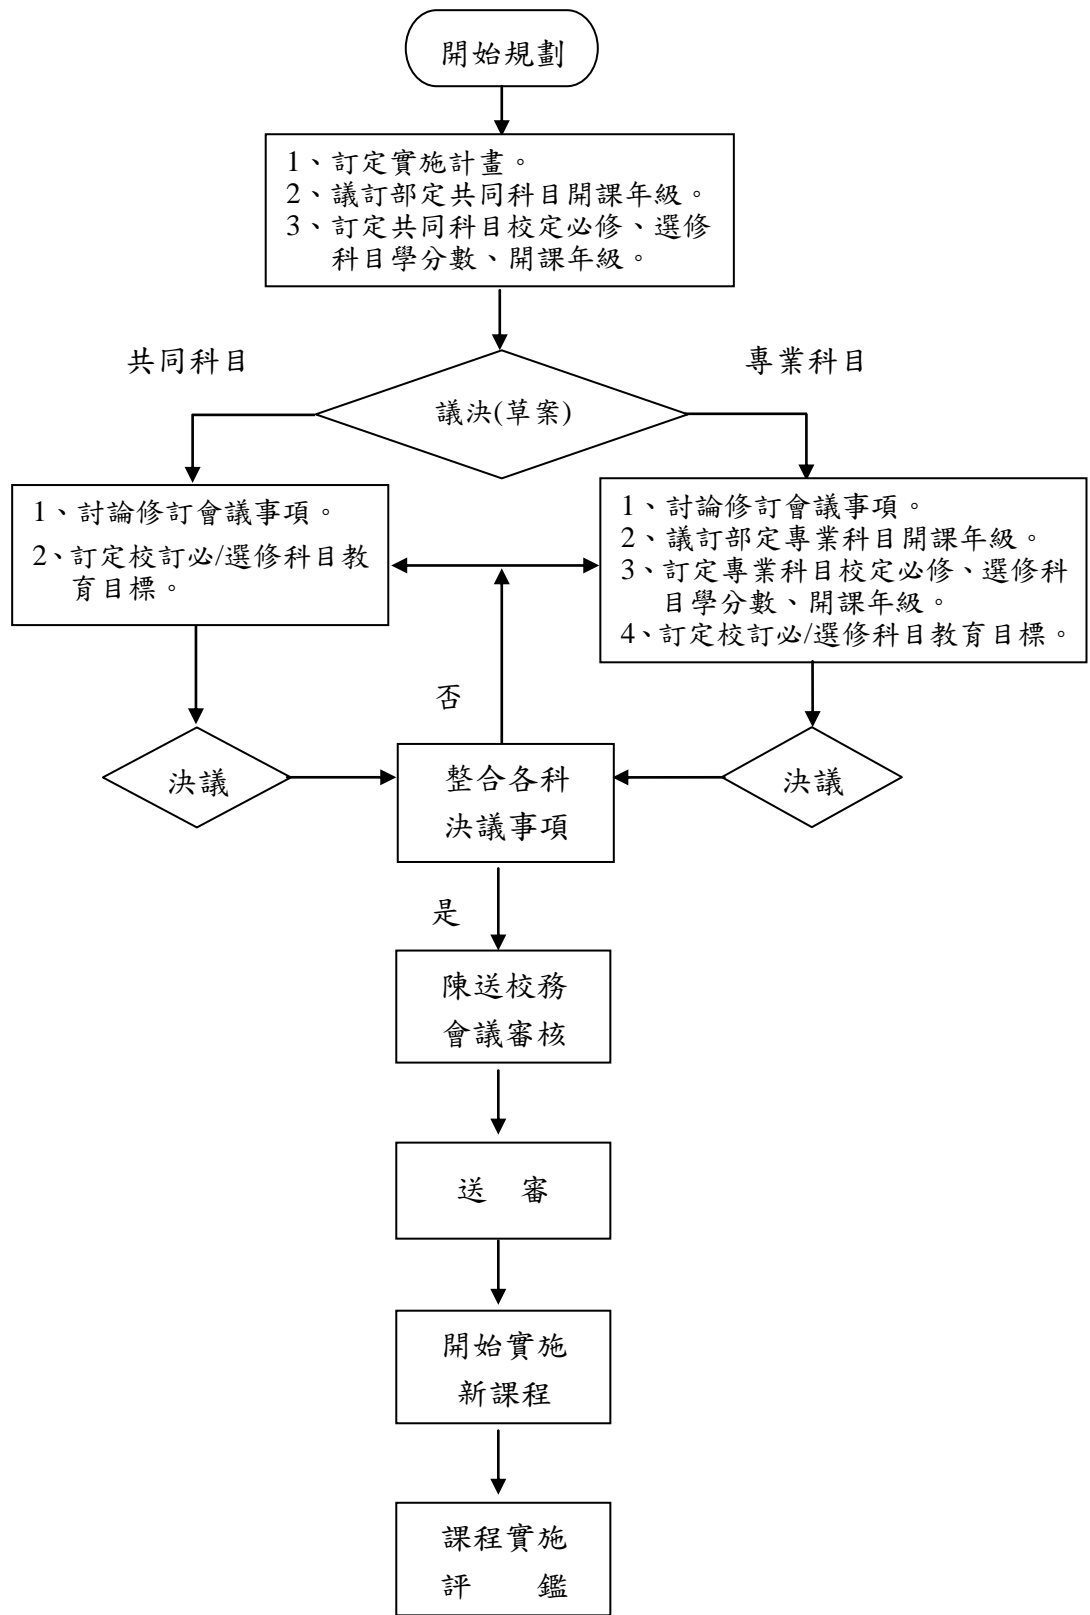 開始規劃
1、訂定實施計畫。
2、議訂部定共同科目開課年級。
3、訂定共同科目校定必修、選修
科目學分數、開課年級。
共同科目
專業科目
議決(草案)
1、討論修訂會議事項。
2、訂定校訂必/選修科目教
育目標。
1、討論修訂會議事項。
2、議訂部定專業科目開課年級。
3、訂定專業科目校定必修、選修科
目學分數、開課年級。
4、訂定校訂必/選修科目教育目標。
否
決議
整合各科
決議事項
決議
是
陳送校務
會議審核
送　審
開始實施
新課程
課程實施
評　　鑑